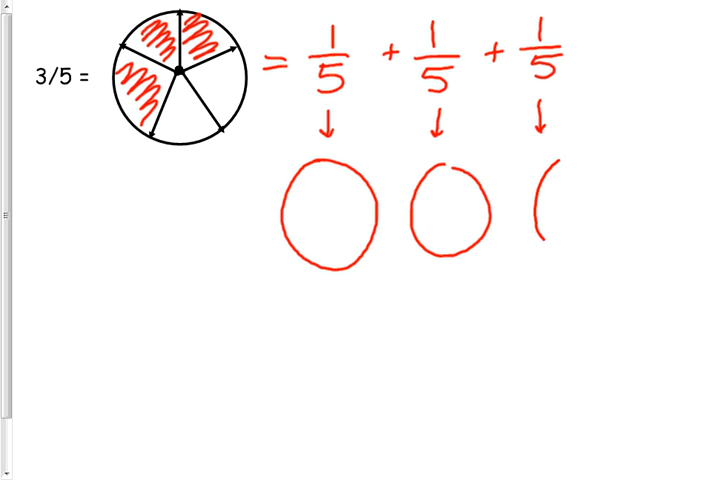 3/5 = = 1/5 + 1/5 + 1/5